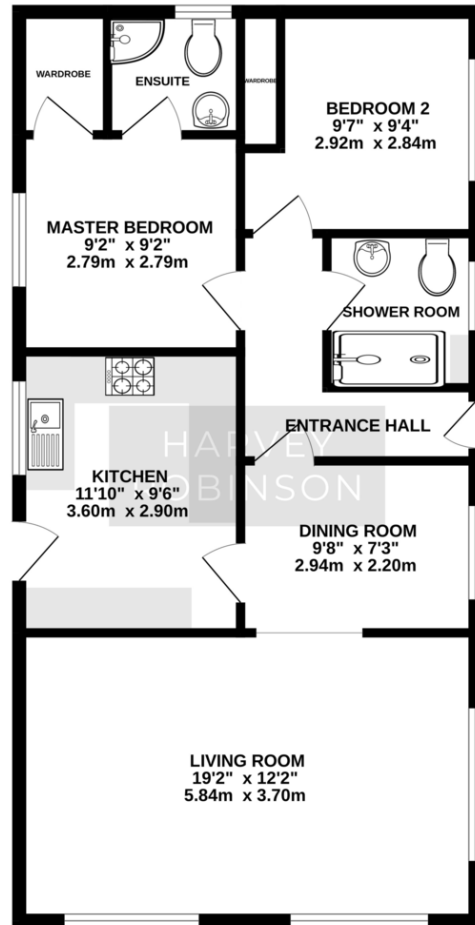 WARDROBE
ENSUITE
WARDROBE
BEDROOM 2
9'7" x 9'4"
2.92m x 2.84m
MASTER BEDROOM
9'2" x 9'2"
2.79m x 2.79m
SHOWER ROOM
ENTRANCE HALL
HARVEY
ROBINSON
KITCHEN
11'10" x 9'6"
3.60m x 2.90m
DINING ROOM
9'8" x 7'3"
2.94m x 2.20m
LIVING ROOM
19'2" x 12'2"
5.84m x 3.70m